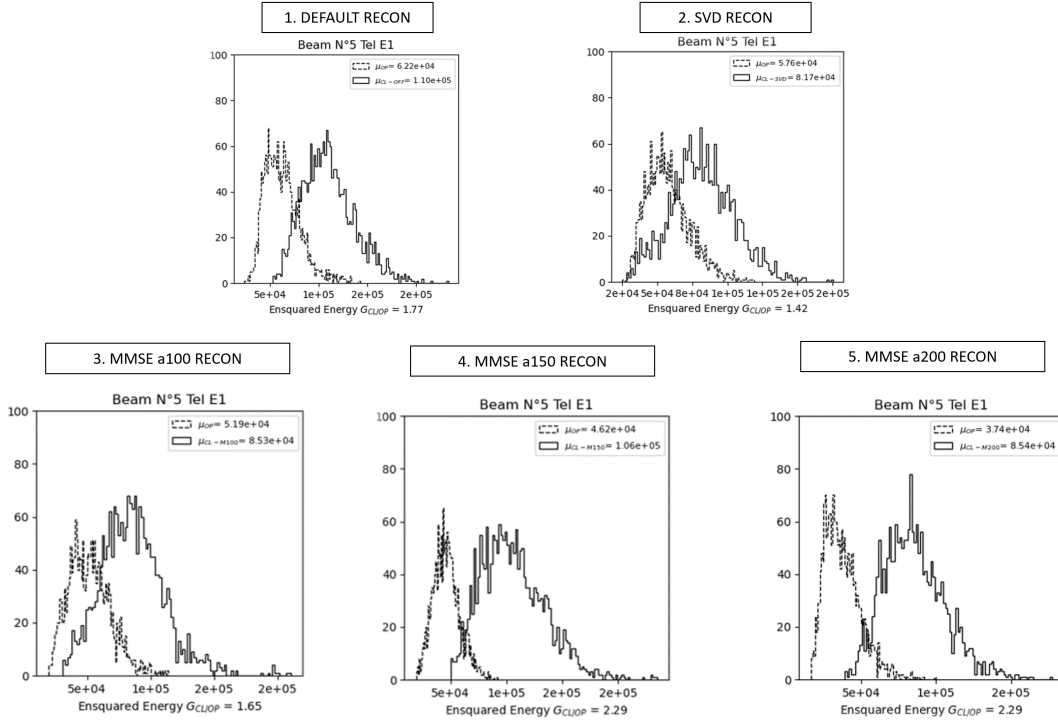 1. DEFAULT RECON
Beam N°5 Tel E1
100
80
60
40
20
0
μOP= 6.22e+04
μCL−OFF= 1.10e+05
5e+04 1e+05 2e+05 2e+05
Ensquared Energy GCL/OP = 1.77
2. SVD RECON
Beam N°5 Tel E1
100
80
60
40
20
0
μOP= 5.76e+04
μCL−SVD= 8.17e+04
2e+04 5e+04 8e+04 1e+05 1e+05 2e+05 2e+05
Ensquared Energy GCL/OP = 1.42
3. MMSE a100 RECON
Beam N°5 Tel E1
100
80
60
40
20
0
μOP= 5.19e+04
μCL−M100= 8.53e+04
5e+04 1e+05 2e+05 2e+05
Ensquared Energy GCL/OP = 1.65
4. MMSE a150 RECON
Beam N°5 Tel E1
100
80
60
40
20
0
μOP= 4.62e+04
μCL−M150= 1.06e+05
5e+04 1e+05 2e+05 2e+05
Ensquared Energy GCL/OP = 2.29
5. MMSE a200 RECON
Beam N°5 Tel E1
100
80
60
40
20
0
μOP= 3.74e+04
μCL−M200= 8.54e+04
5e+04 1e+05 2e+05
Ensquared Energy GCL/OP = 2.29